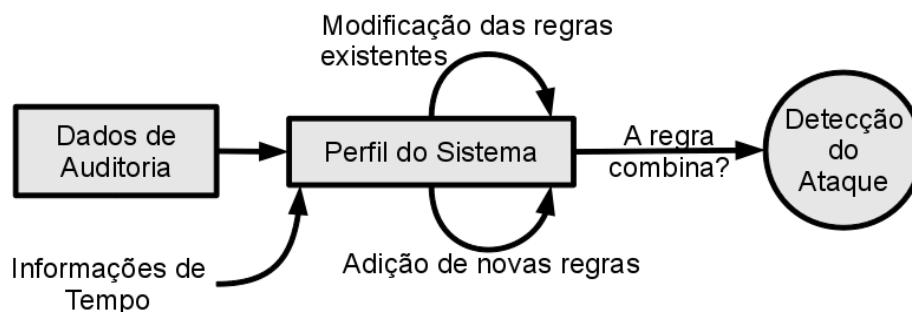 Modificação das regras
existentes
Dados de
Auditoria
Perfil do Sistema
A regra
combina?
Detecção
do
Ataque
Informações de
Tempo
Adição de novas regras